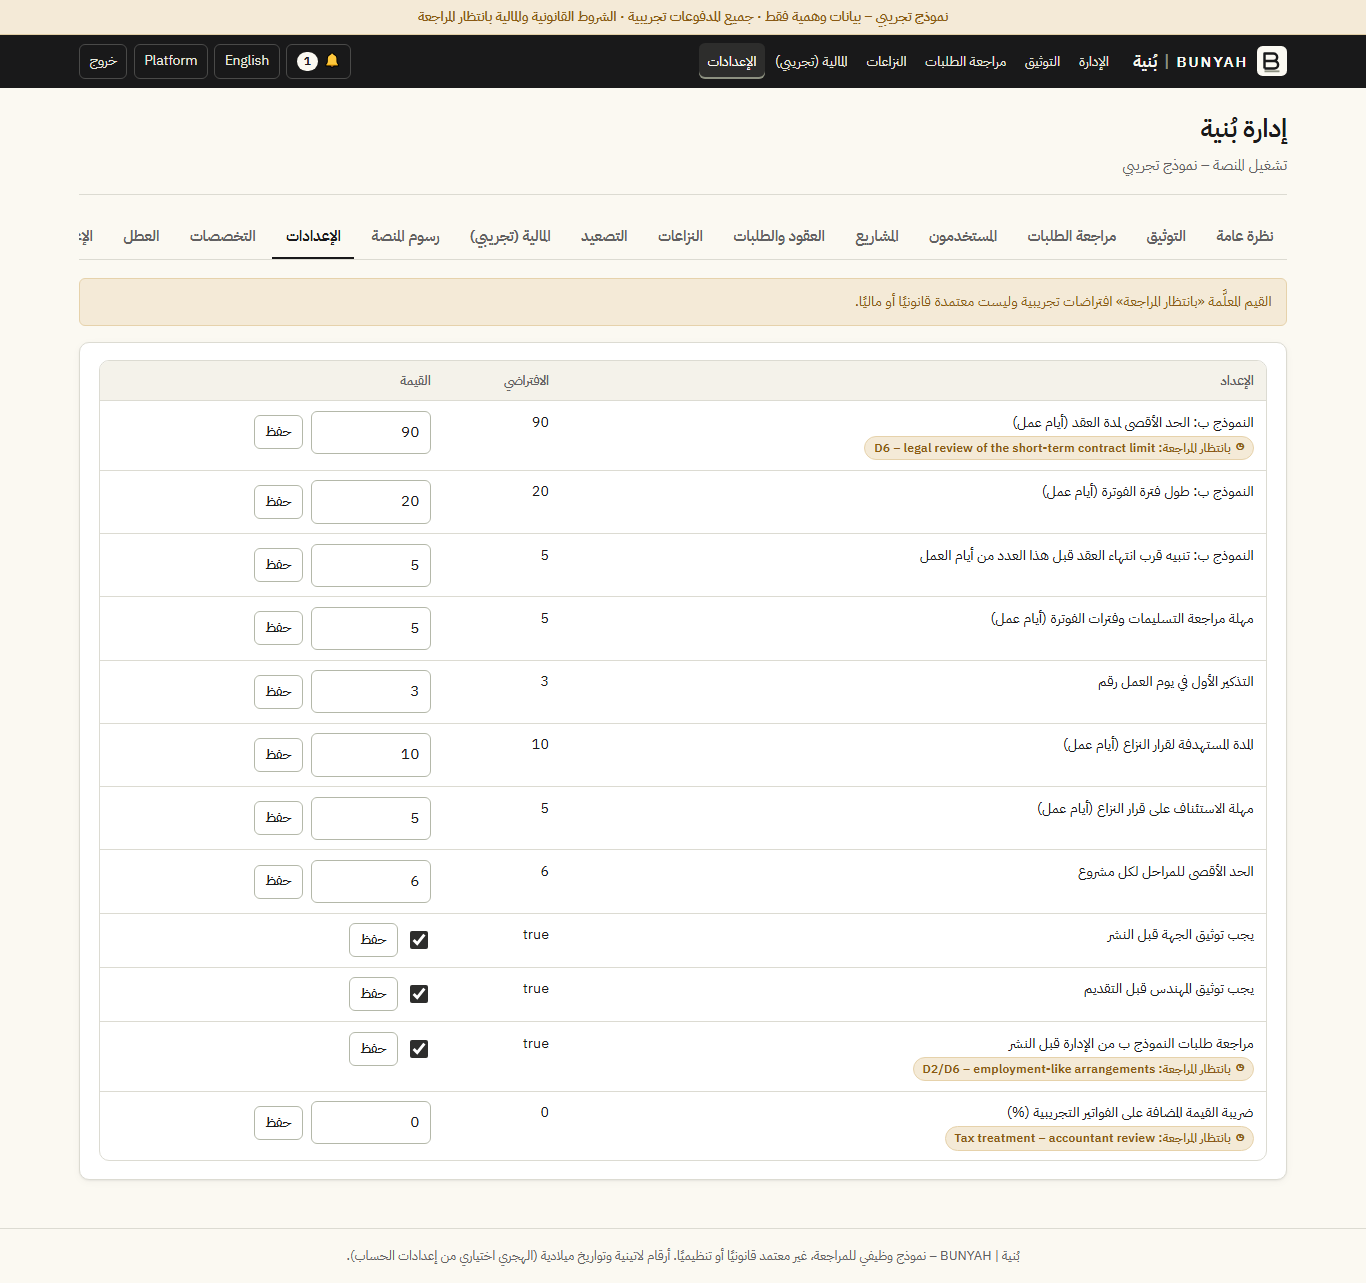 نموذج تجريبي – بيانات وهمية فقط · جميع المدفوعات تجريبية · الشروط القانونية والمالية بانتظار المراجعة
BUNYAH | بُنية
الإدارة
التوثيق
مراجعة الطلبات
النزاعات
المالية (تجريبي)
الإعدادات
1
English
Platform
خروج
إدارة بُنية
تشغيل المنصة – نموذج تجريبي
نظرة عامة
التوثيق
مراجعة الطلبات
المستخدمون
المشاريع
العقود والطلبات
النزاعات
التصعيد
المالية (تجريبي)
رسوم المنصة
الإعدادات
التخصصات
العطل
القيم المعلَّمة «بانتظار المراجعة» افتراضات تجريبية وليست معتمدة قانونيًا أو ماليًا.
الإعداد الافتراضي القيمة
النموذج ب: الحد الأقصى لمدة العقد (أيام عمل) 90 90 حفظ
بانتظار المراجعة: D6 – legal review of the short-term contract limit
النموذج ب: طول فترة الفوترة (أيام عمل) 20 20 حفظ
النموذج ب: تنبيه قرب انتهاء العقد قبل هذا العدد من أيام العمل 5 5 حفظ
مهلة مراجعة التسليمات وفترات الفوترة (أيام عمل) 5 5 حفظ
التذكير الأول في يوم العمل رقم 3 3 حفظ
المدة المستهدفة لقرار النزاع (أيام عمل) 10 10 حفظ
مهلة الاستئناف على قرار النزاع (أيام عمل) 5 5 حفظ
الحد الأقصى للمراحل لكل مشروع 6 6 حفظ
يجب توثيق الجهة قبل النشر true حفظ
يجب توثيق المهندس قبل التقديم true حفظ
مراجعة طلبات النموذج ب من الإدارة قبل النشر true حفظ
بانتظار المراجعة: D2/D6 – employment-like arrangements
ضريبة القيمة المضافة على الفواتير التجريبية (%) 0 0 حفظ
بانتظار المراجعة: Tax treatment – accountant review
بُنية | BUNYAH – نموذج وظيفي للمراجعة، غير معتمد قانونيًا أو تنظيميًا. أرقام لاتينية وتواريخ ميلادية (الهجري اختياري من إعدادات الحساب).